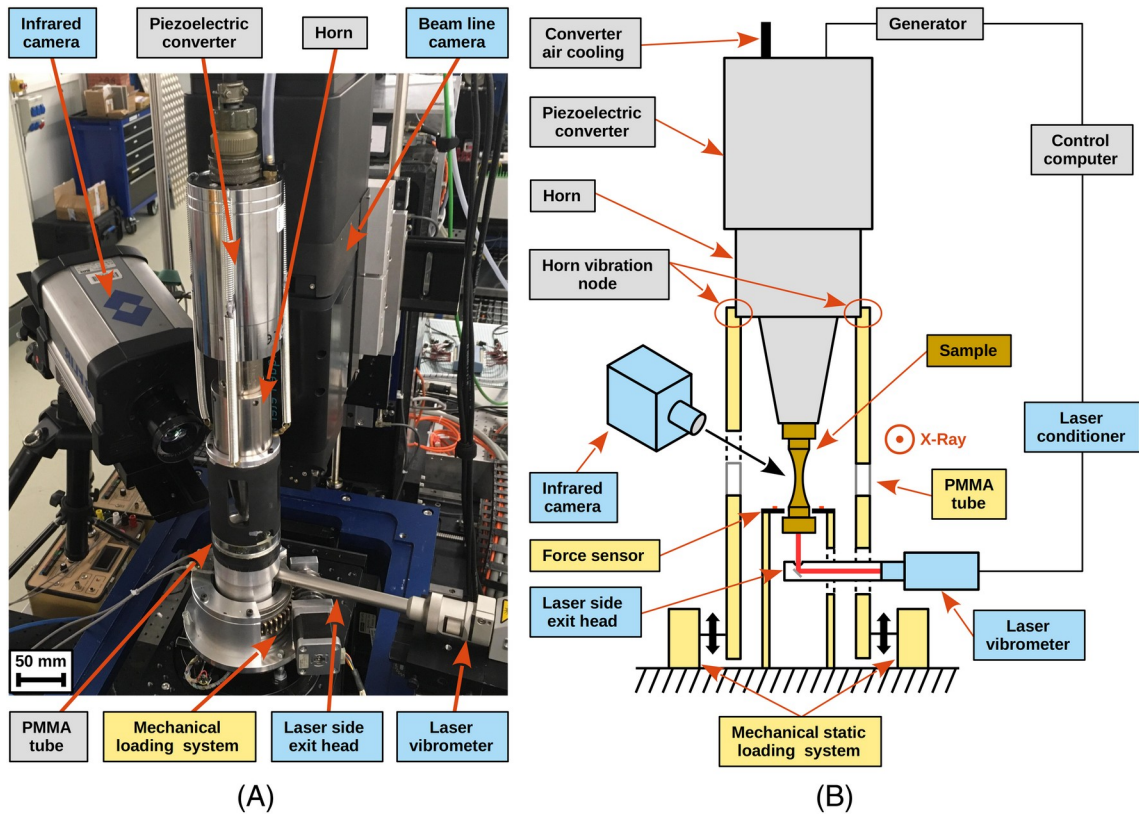 Infrared
camera
Piezoelectric
converter
Horn
Beam line
camera
50 mm
PMMA
tube
Mechanical
loading system
Laser side
exit head
Laser
vibrometer
(A)
Converter
air cooling
Generator
Piezoelectric
converter
Control
computer
Horn
Horn vibration
node
Sample
Laser
conditioner
X-Ray
Infrared
camera
PMMA
tube
Force sensor
Laser side
exit head
Laser
vibrometer
Mechanical static
loading system
(B)